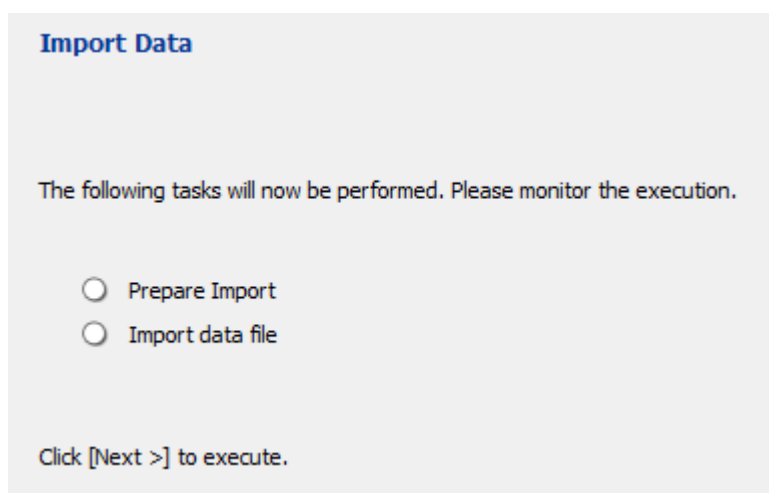 Import Data
The following tasks will now be performed. Please monitor the execution.
Prepare Import
Import data file
Click [Next >] to execute.